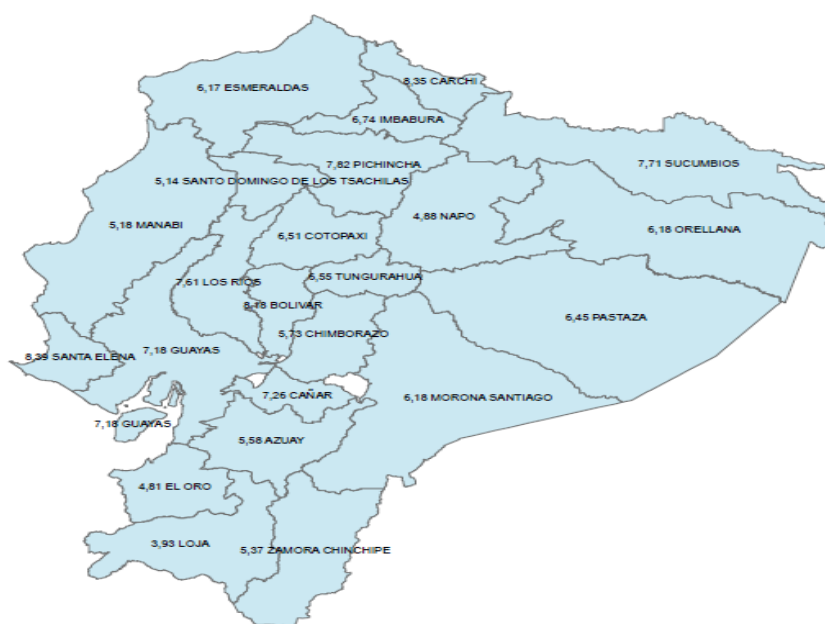 8,35 CARCHI
6,17 ESMERALDAS
6,74 IMBABURA
7,82 PICHINCHA
7,71 SUCUMBIOS
5,14 SANTO DOMINGO DE LOS TSACHILAS
4,88 NAPO
5,18 MANABI
6,18 ORELLANA
6,51 COTOPAXI
6,55 TUNGURAHUA
7,61 LOS RIOS
8,18 BOLIVAR
6,45 PASTAZA
5,73 CHIMBORAZO
7,18 GUAYAS
8,39 SANTA ELENA
7,26 CAÑAR
6,18 MORONA SANTIAGO
7,18 GUAYAS
5,58 AZUAY
4,81 EL ORO
3,93 LOJA
5,37 ZAMORA CHINCHIPE